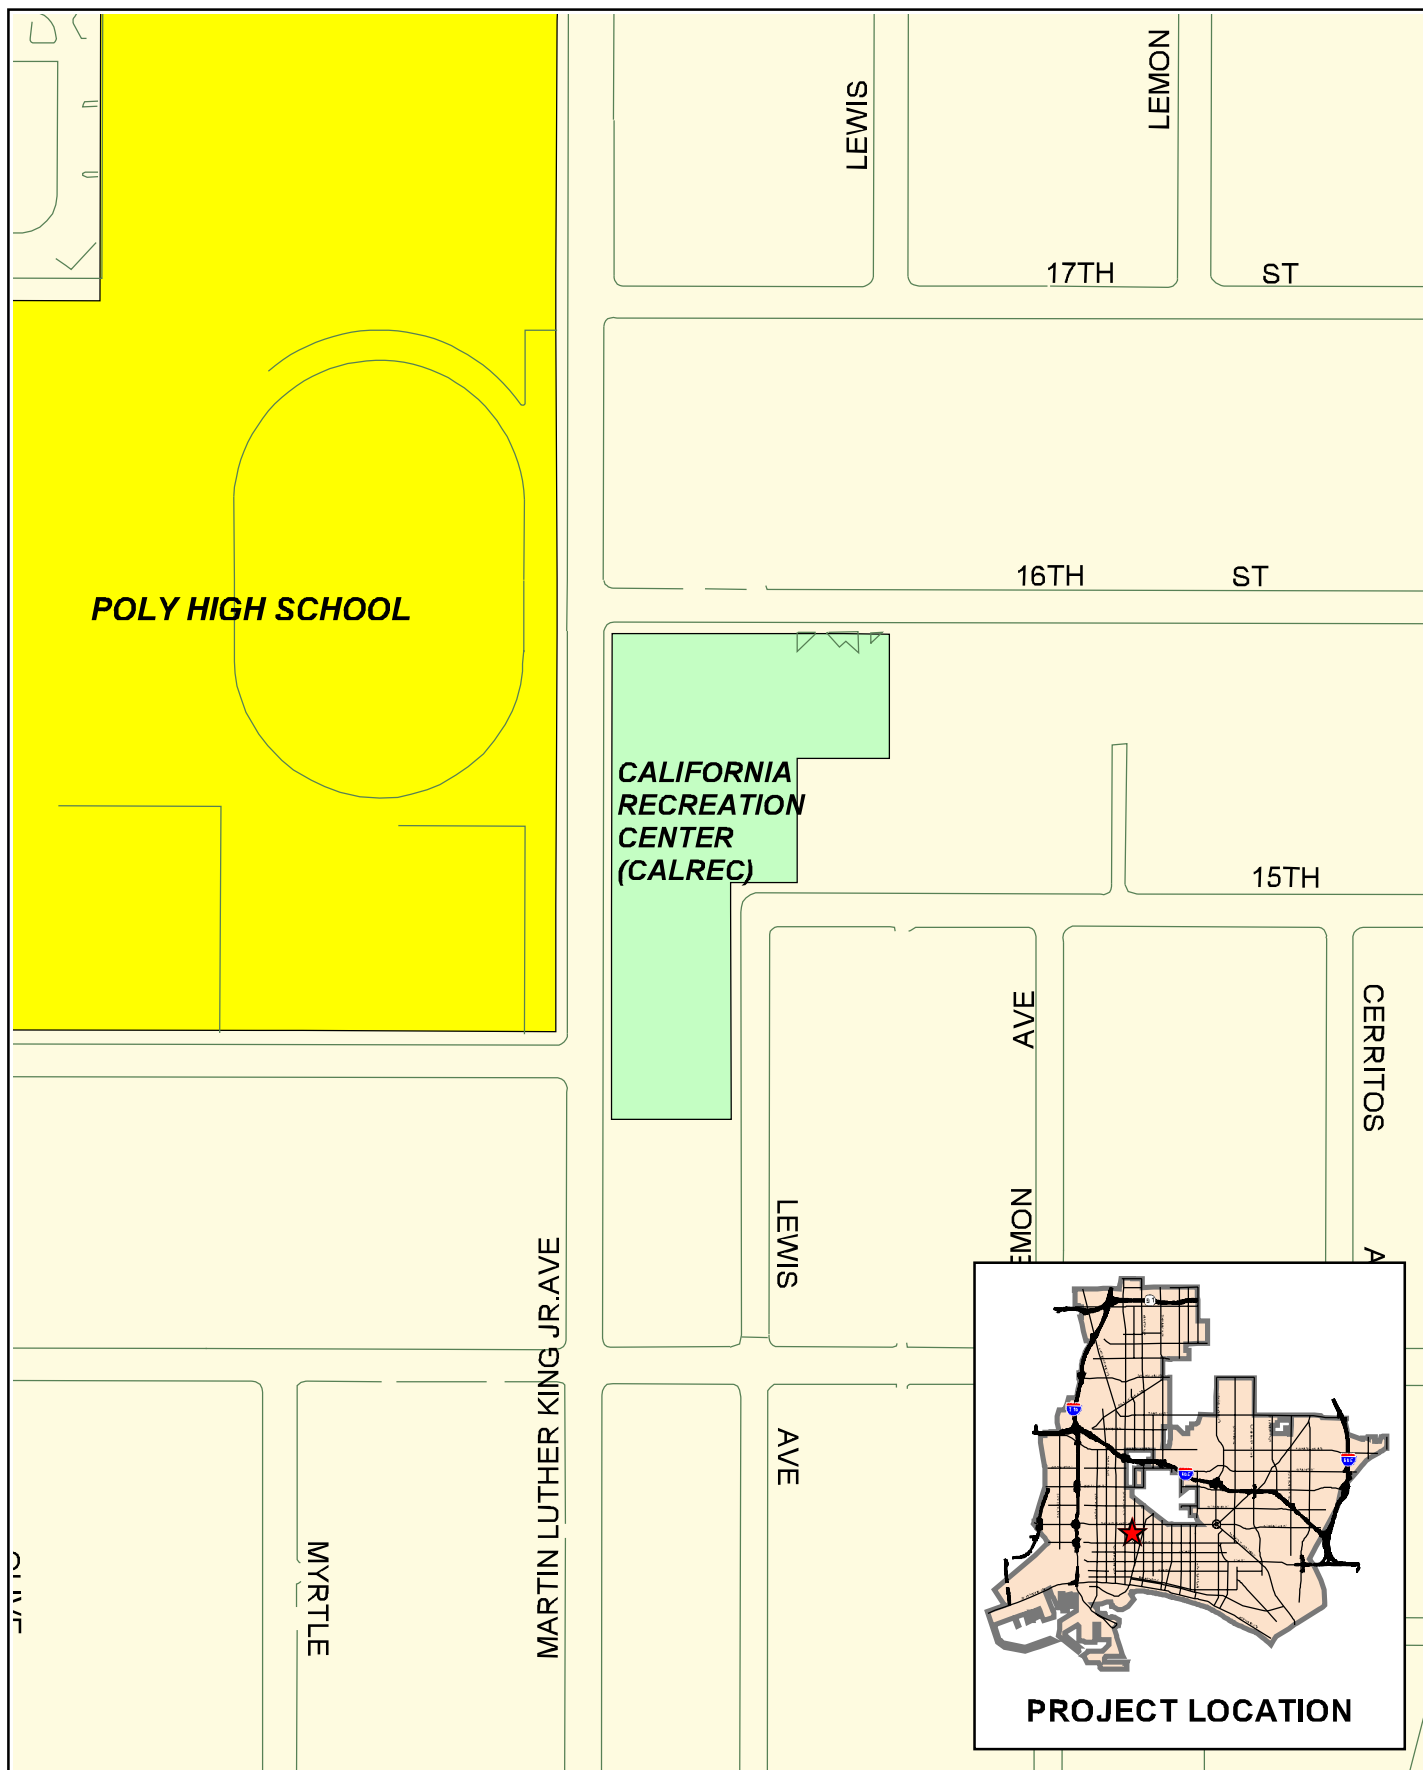 LEMON
LEWIS
17TH ST
16TH ST
POLY HIGH SCHOOL
CALIFORNIA
RECREATION
CENTER
(CALREC)
15TH
AVE
CERRITOS
EMON
LEWIS
A
MARTIN LUTHER KING JR.AVE
AVE
MYRTLE
PROJECT LOCATION